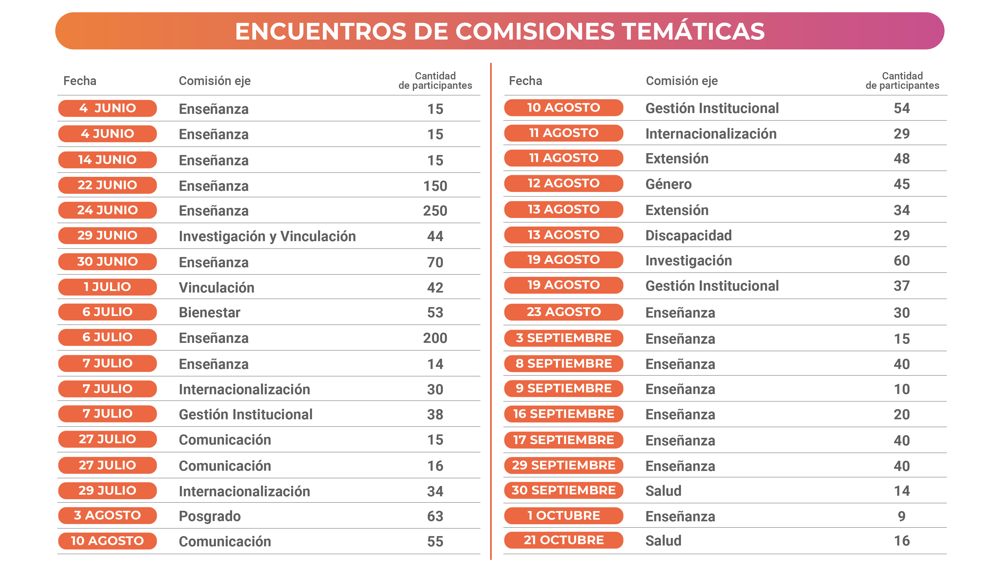 ENCUENTROS DE COMISIONES TEMÁTICAS
Fecha Comisión eje Cantidad de participantes
4 JUNIO Enseñanza 15
4 JUNIO Enseñanza 15
14 JUNIO Enseñanza 15
22 JUNIO Enseñanza 150
24 JUNIO Enseñanza 250
29 JUNIO Investigación y Vinculación 44
30 JUNIO Enseñanza 70
1 JULIO Vinculación 42
6 JULIO Bienestar 53
6 JULIO Enseñanza 200
7 JULIO Enseñanza 14
7 JULIO Internacionalización 30
7 JULIO Gestión Institucional 38
27 JULIO Comunicación 15
27 JULIO Comunicación 16
29 JULIO Internacionalización 34
3 AGOSTO Posgrado 63
10 AGOSTO Comunicación 55
Fecha Comisión eje Cantidad de participantes
10 AGOSTO Gestión Institucional 54
11 AGOSTO Internacionalización 29
11 AGOSTO Extensión 48
12 AGOSTO Género 45
13 AGOSTO Extensión 34
13 AGOSTO Discapacidad 29
19 AGOSTO Investigación 60
19 AGOSTO Gestión Institucional 37
23 AGOSTO Enseñanza 30
3 SEPTIEMBRE Enseñanza 15
8 SEPTIEMBRE Enseñanza 40
9 SEPTIEMBRE Enseñanza 10
16 SEPTIEMBRE Enseñanza 20
17 SEPTIEMBRE Enseñanza 40
29 SEPTIEMBRE Enseñanza 40
30 SEPTIEMBRE Salud 14
1 OCTUBRE Enseñanza 9
21 OCTUBRE Salud 16